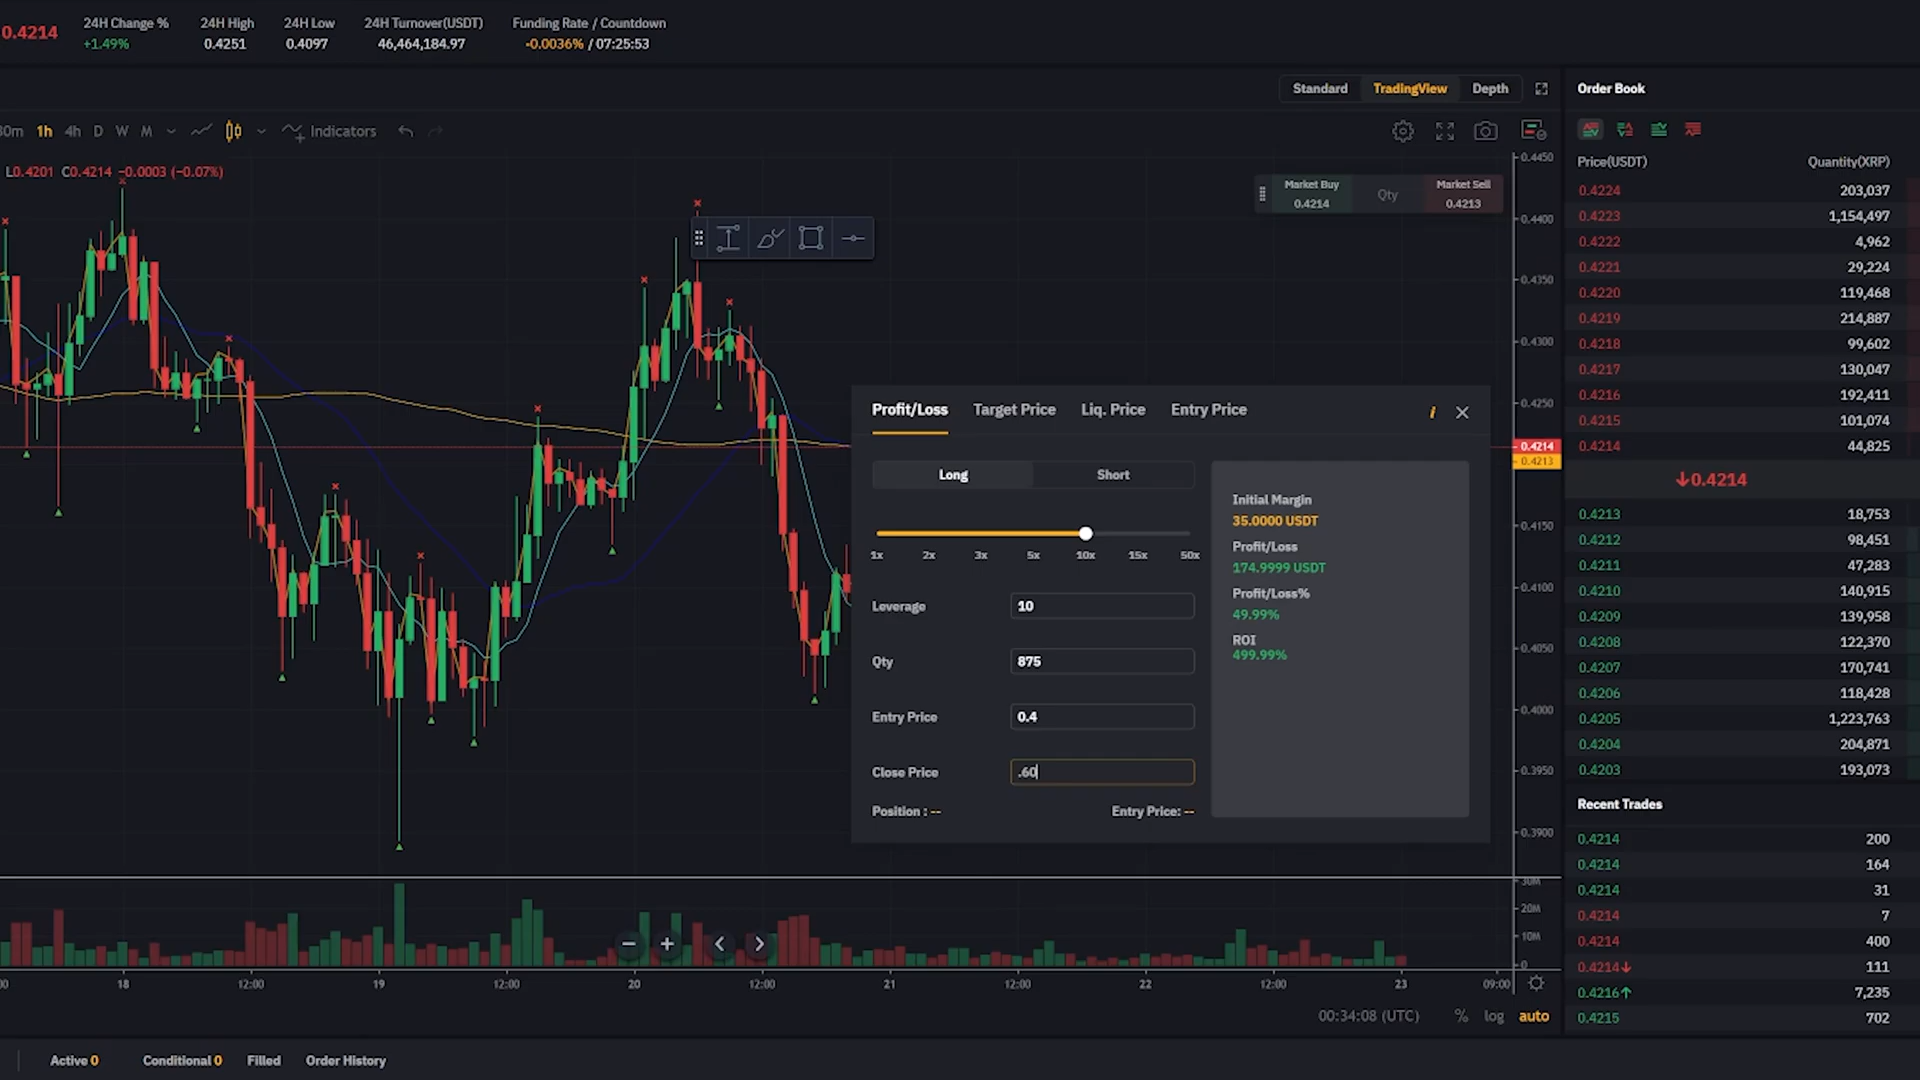 0.4214
24H Change % 24H High 24H Low 24H Turnover(USDT) Funding Rate / Countdown
+1.49% 0.4251 0.4097 46,464,184.97 -0.0036% / 07:25:53
Standard TradingView Depth
1h 4h D W M Indicators
L0.4201 C0.4214 −0.0003 (−0.07%)
Market Buy Qty Market Sell
0.4214 0.4213
0.4450
0.4400
0.4350
0.4300
0.4250
0.4214
0.4213
0.4150
0.4100
0.4050
0.4000
0.3950
0.3900
30M
20M
10M
0
Profit/Loss Target Price Liq. Price Entry Price i
Long Short
1x 2x 3x 5x 10x 15x 50x
Leverage 10
Qty 875
Entry Price 0.4
Close Price .60
Position : -- Entry Price: --
Initial Margin
35.0000 USDT
Profit/Loss
174.9999 USDT
Profit/Loss%
49.99%
ROI
499.99%
18 12:00 19 12:00 20 12:00 21 12:00 22 12:00 23 09:00
00:34:08 (UTC) % log auto
Active 0 Conditional 0 Filled Order History
Order Book
Price(USDT) Quantity(XRP)
0.4224 203,037
0.4223 1,154,497
0.4222 4,962
0.4221 29,224
0.4220 119,468
0.4219 214,887
0.4218 99,602
0.4217 130,047
0.4216 192,411
0.4215 101,074
0.4214 44,825
↓0.4214
0.4213 18,753
0.4212 98,451
0.4211 47,283
0.4210 140,915
0.4209 139,958
0.4208 122,370
0.4207 170,741
0.4206 118,428
0.4205 1,223,763
0.4204 204,871
0.4203 193,073
Recent Trades
0.4214 200
0.4214 164
0.4214 31
0.4214 7
0.4214 400
0.4214↓ 111
0.4216↑ 7,235
0.4215 702